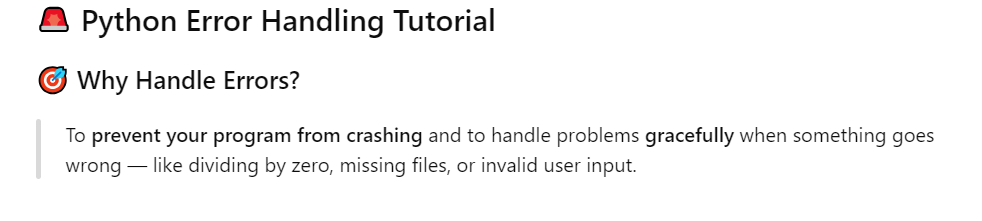 🚨 Python Error Handling Tutorial
🎯 Why Handle Errors?
To prevent your program from crashing and to handle problems gracefully when something goes
wrong — like dividing by zero, missing files, or invalid user input.